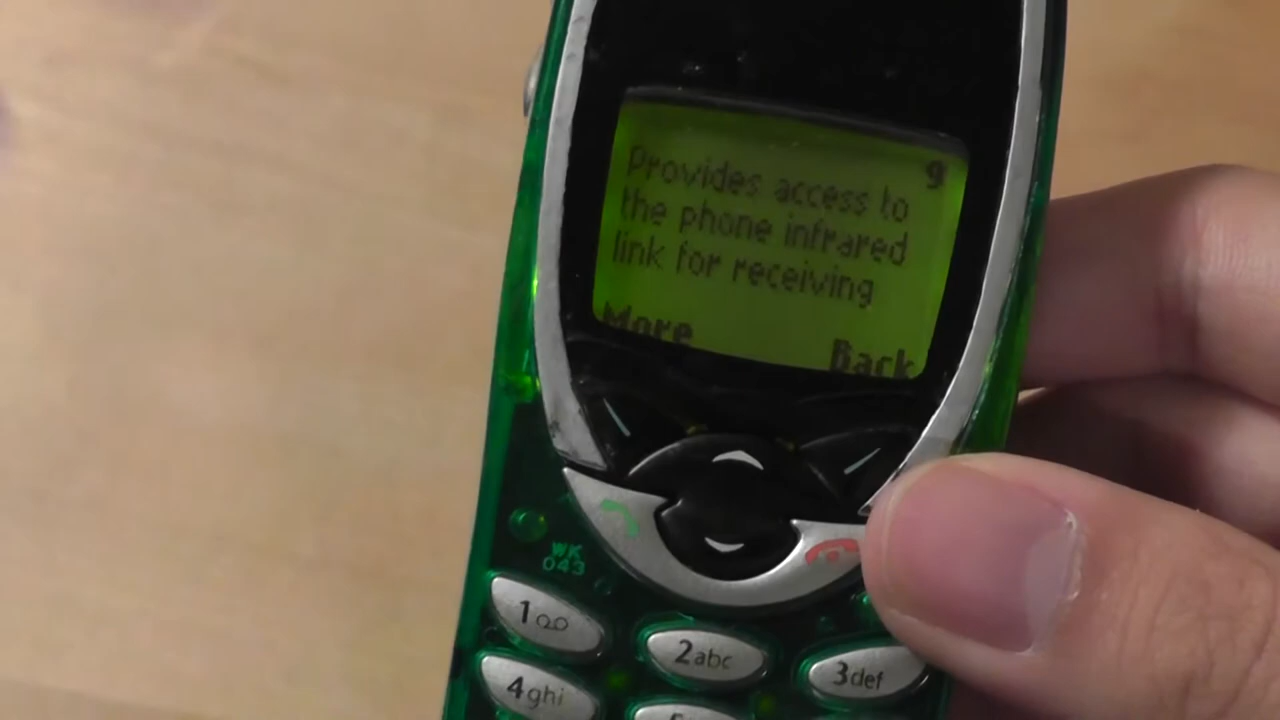 9
Provides access to
the phone infrared
link for receiving
More Back
WK
043
1
2abc
3def
4ghi